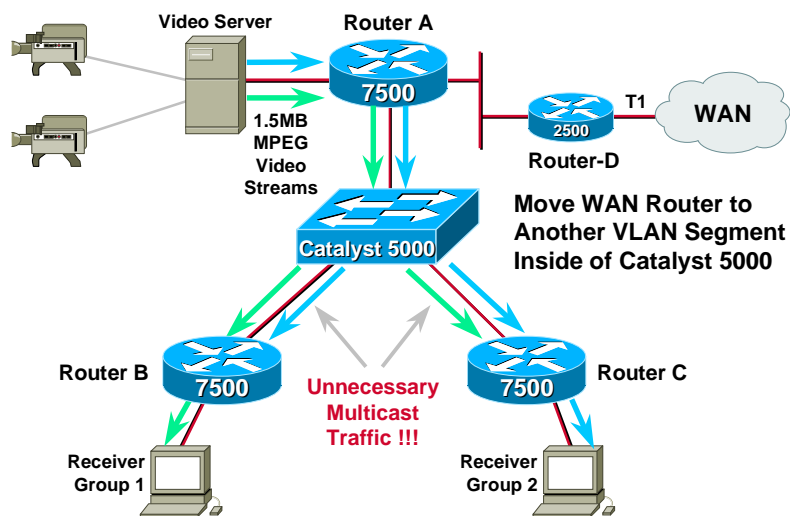 Video Server
Router A
7500
1.5MB
MPEG
Video
Streams
T1
WAN
2500
Router-D
Move WAN Router to
Another VLAN Segment
Inside of Catalyst 5000
Catalyst 5000
Router B
7500
Unnecessary
Multicast
Traffic !!!
7500
Router C
Receiver
Group 1
Receiver
Group 2